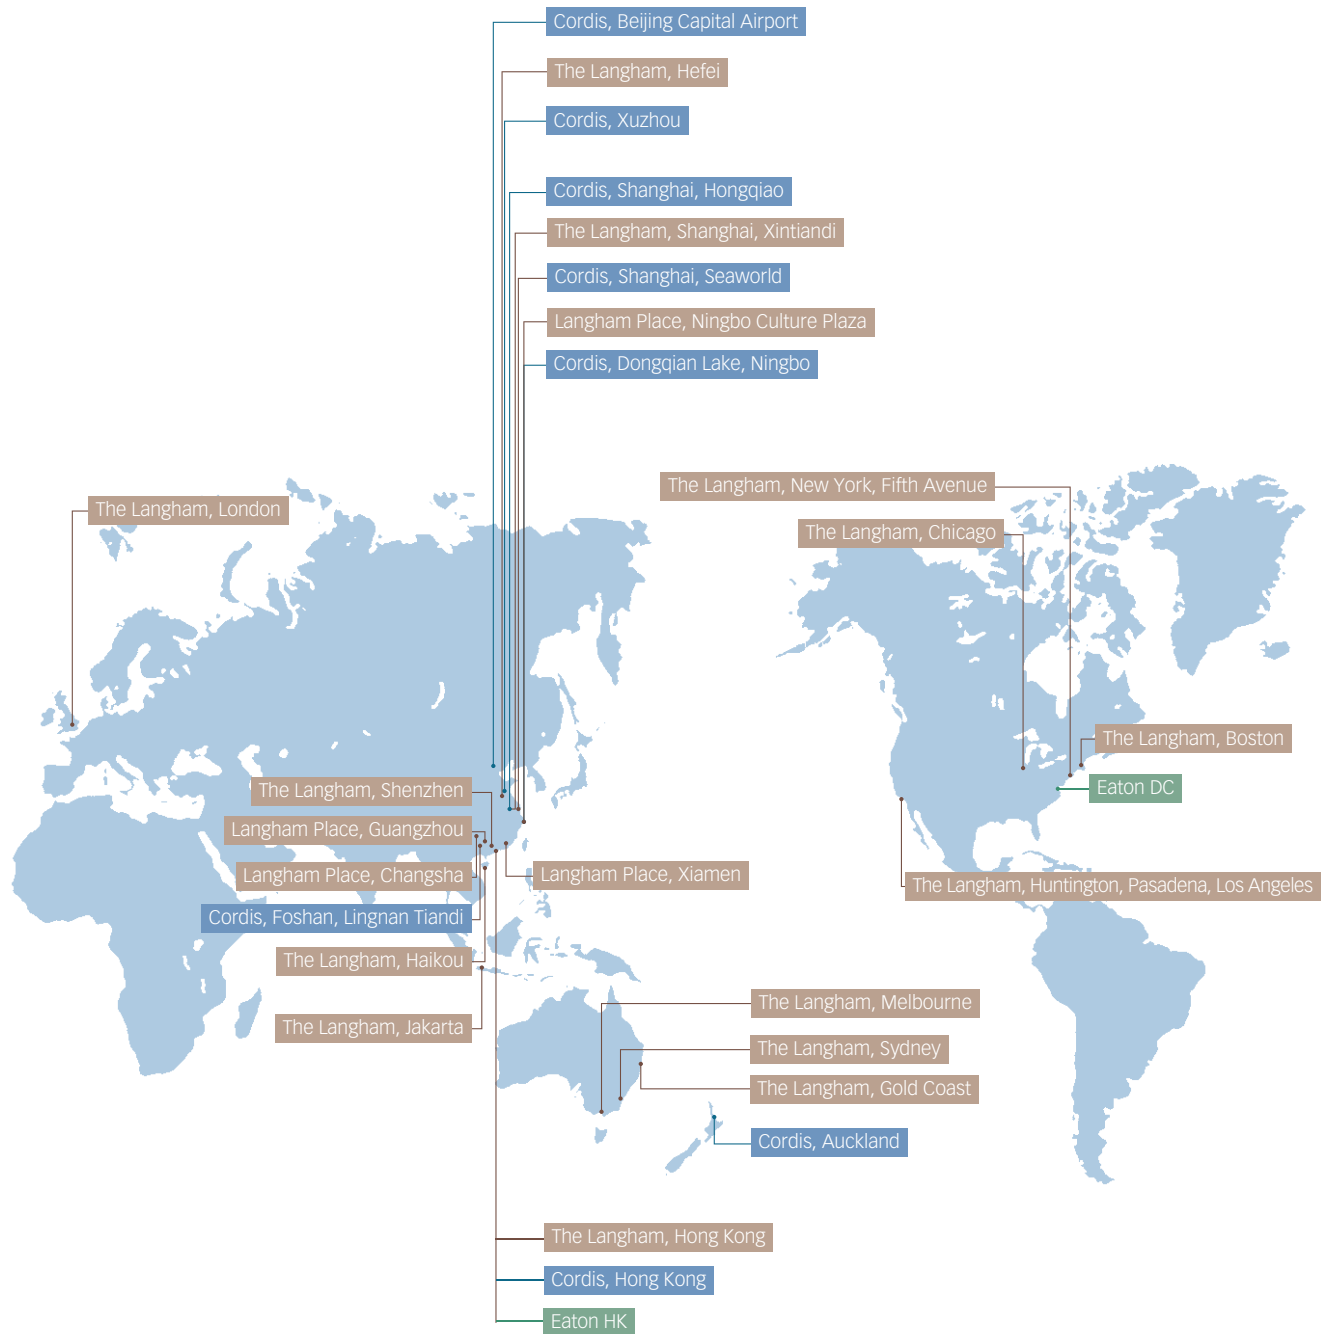 Cordis, Beijing Capital Airport
The Langham, Hefei
Cordis, Xuzhou
Cordis, Shanghai, Hongqiao
The Langham, Shanghai, Xintiandi
Cordis, Shanghai, Seaworld
Langham Place, Ningbo Culture Plaza
Cordis, Dongqian Lake, Ningbo
The Langham, New York, Fifth Avenue
The Langham, London
The Langham, Chicago
The Langham, Boston
The Langham, Shenzhen
Eaton DC
Langham Place, Guangzhou
Langham Place, Changsha
Langham Place, Xiamen
The Langham, Huntington, Pasadena, Los Angeles
Cordis, Foshan, Lingnan Tiandi
The Langham, Haikou
The Langham, Melbourne
The Langham, Jakarta
The Langham, Sydney
The Langham, Gold Coast
Cordis, Auckland
The Langham, Hong Kong
Cordis, Hong Kong
Eaton HK